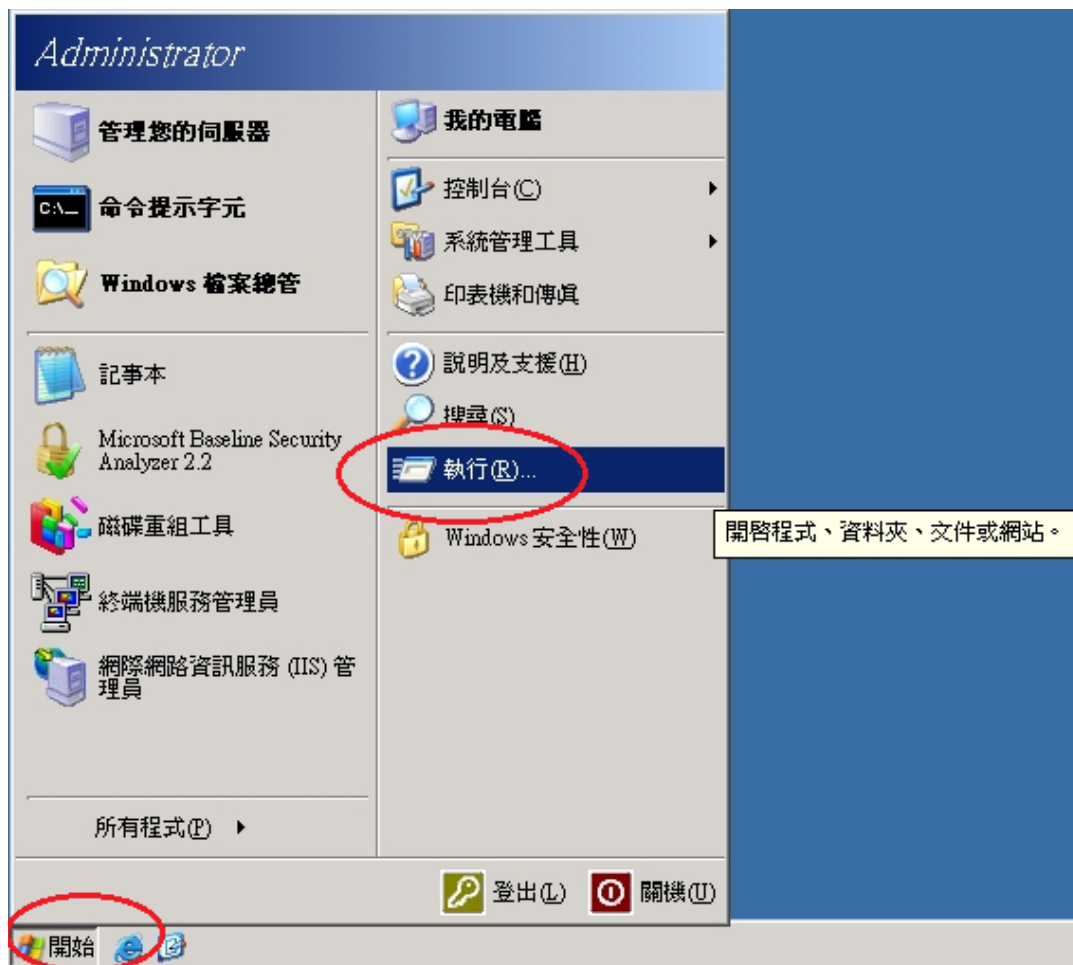 Administrator
管理您的伺服器
命令提示字元
Windows 檔案總管
記事本
Microsoft Baseline Security
Analyzer 2.2
磁碟重組工具
終端機服務管理員
網際網路資訊服務 (IIS) 管
理員
所有程式(P)
我的電腦
控制台(C)
系統管理工具
印表機和傳真
說明及支援(H)
搜尋(S)
執行(R)...
Windows 安全性(W)
開啓程式、資料夾、文件或網站。
登出(L)
關機(U)
開始